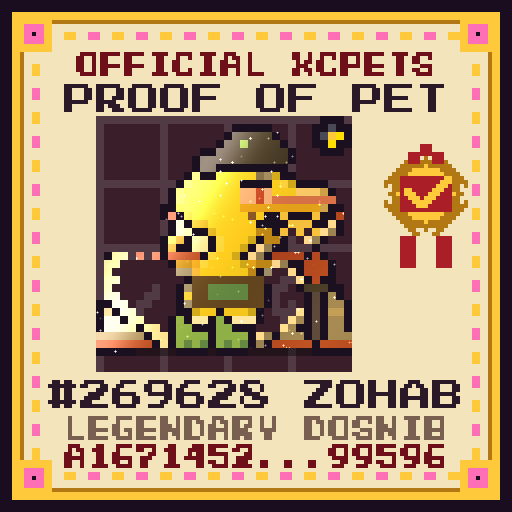 OFFICIAL XCPETS
PROOF OF PET
#269628 ZOHAB
LEGENDARY DOSNIB
A1671452...99596